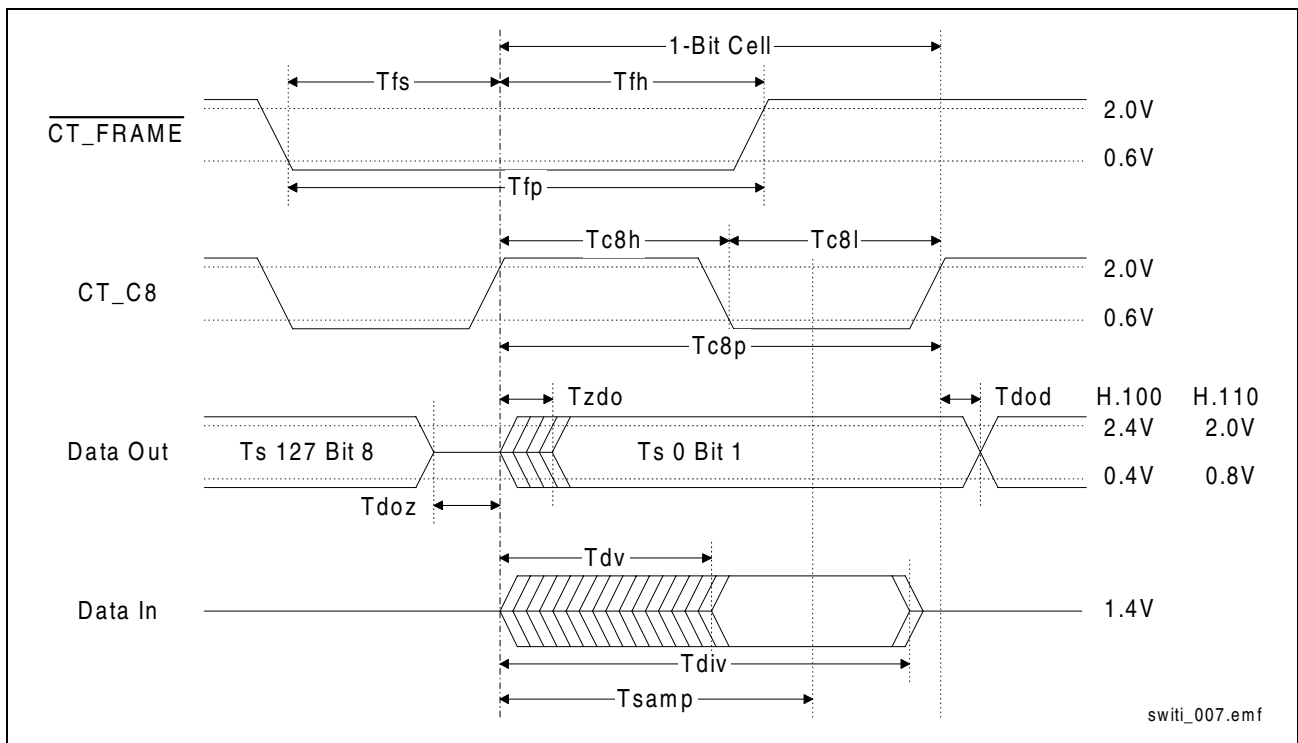 1-Bit Cell
Tfs
Tfh
CT_FRAME
2.0V
0.6V
Tfp
Tc8h
Tc8l
CT_C8
2.0V
0.6V
Tc8p
Tzdo
Tdod
H.100 H.110
Data Out
Ts 127 Bit 8
Ts 0 Bit 1
2.4V 2.0V
0.4V 0.8V
Tdoz
Tdv
Data In
1.4V
Tdiv
Tsamp
switi_007.emf